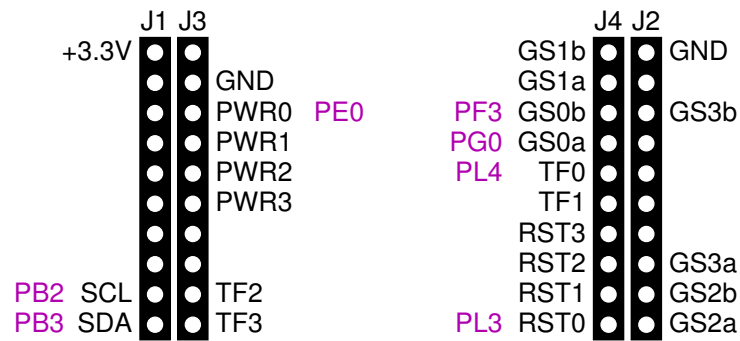 J1 J3 J4 J2
+3.3V GS1b GND
GND GS1a
PWR0 PE0 PF3 GS0b GS3b
PWR1 PG0 GS0a
PWR2 PL4 TF0
PWR3 TF1
RST3
RST2 GS3a
PB2 SCL TF2 RST1 GS2b
PB3 SDA TF3 PL3 RST0 GS2a